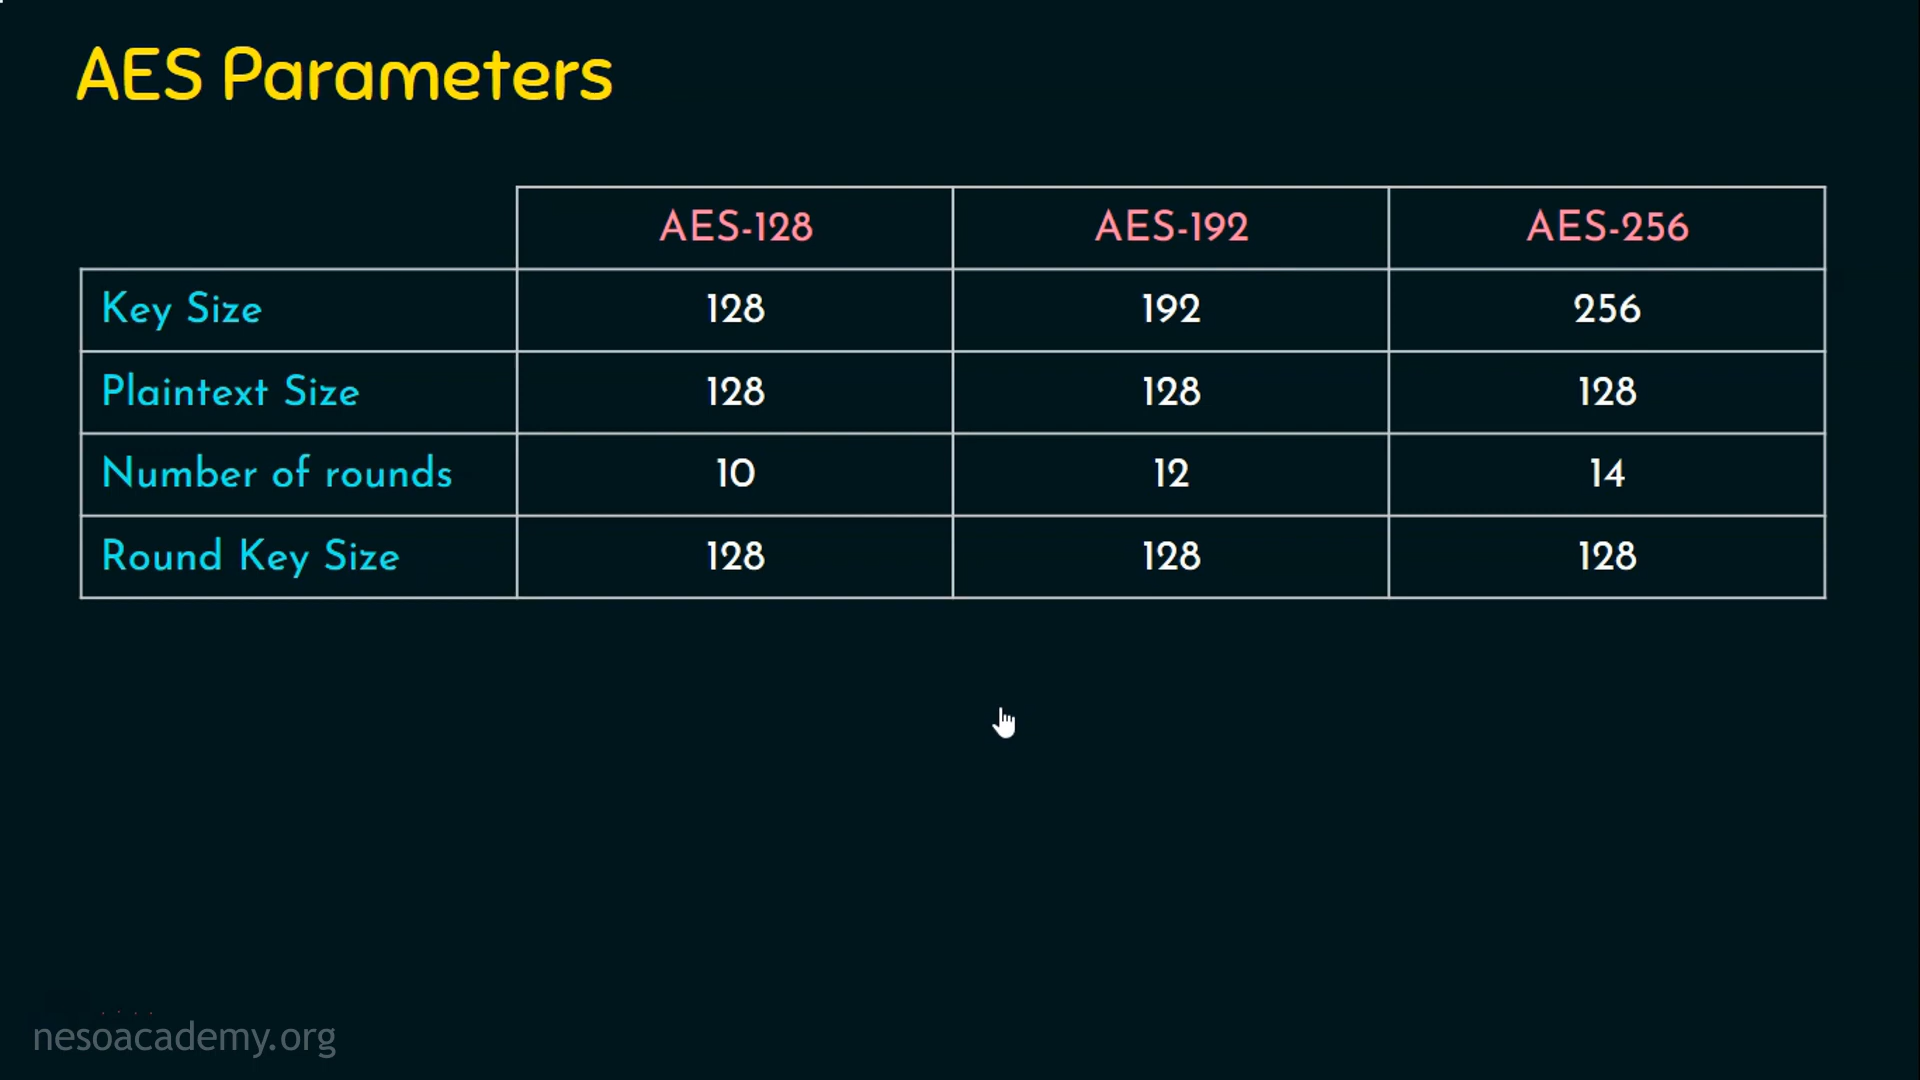 AES Parameters
AES-128 AES-192 AES-256
Key Size 128 192 256
Plaintext Size 128 128 128
Number of rounds 10 12 14
Round Key Size 128 128 128
nesoacademy.org